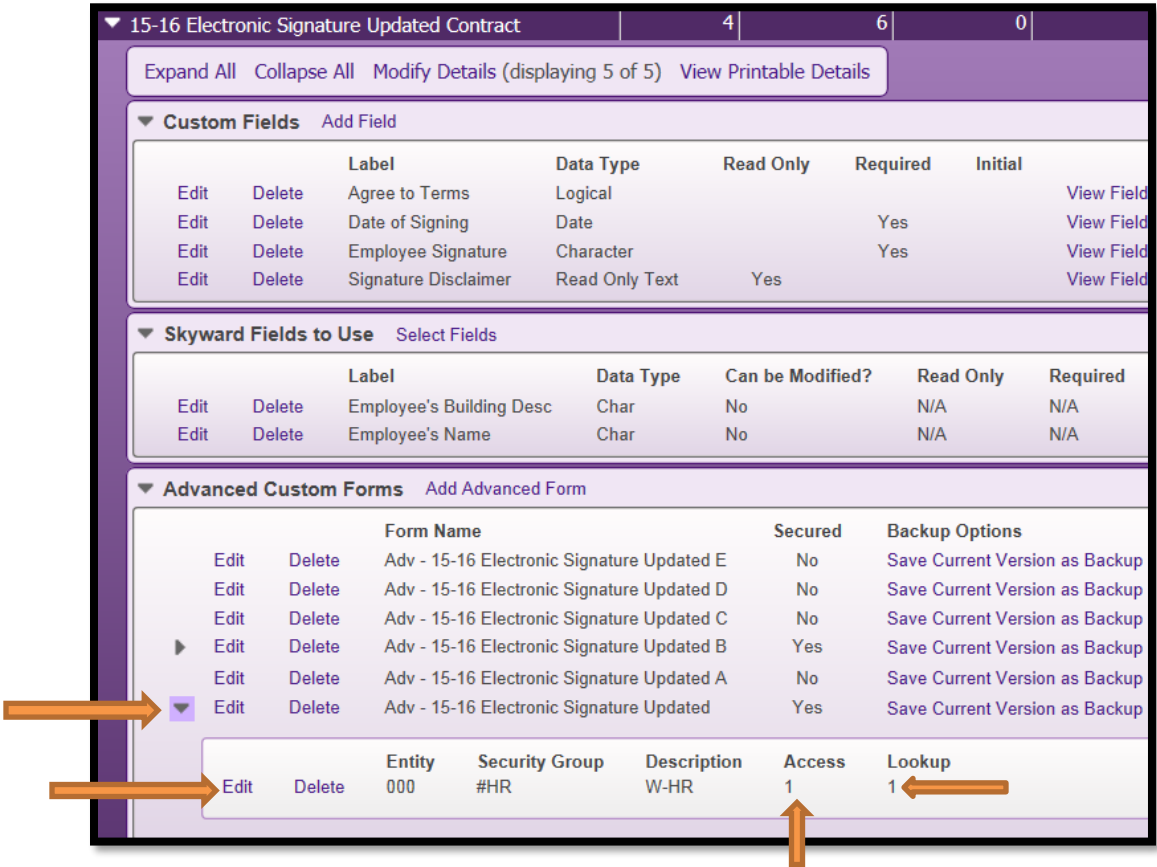 15-16 Electronic Signature Updated Contract 4 6 0
Expand All Collapse All Modify Details (displaying 5 of 5) View Printable Details
Custom Fields Add Field
Label Data Type Read Only Required Initial
Edit Delete Agree to Terms Logical View Field
Edit Delete Date of Signing Date Yes View Field
Edit Delete Employee Signature Character Yes View Field
Edit Delete Signature Disclaimer Read Only Text Yes View Field
Skyward Fields to Use Select Fields
Label Data Type Can be Modified? Read Only Required
Edit Delete Employee's Building Desc Char No N/A N/A
Edit Delete Employee's Name Char No N/A N/A
Advanced Custom Forms Add Advanced Form
Form Name Secured Backup Options
Edit Delete Adv - 15-16 Electronic Signature Updated E No Save Current Version as Backup
Edit Delete Adv - 15-16 Electronic Signature Updated D No Save Current Version as Backup
Edit Delete Adv - 15-16 Electronic Signature Updated C No Save Current Version as Backup
Edit Delete Adv - 15-16 Electronic Signature Updated B Yes Save Current Version as Backup
Edit Delete Adv - 15-16 Electronic Signature Updated A No Save Current Version as Backup
Edit Delete Adv - 15-16 Electronic Signature Updated Yes Save Current Version as Backup
Entity Security Group Description Access Lookup
Edit Delete 000 #HR W-HR 1 1